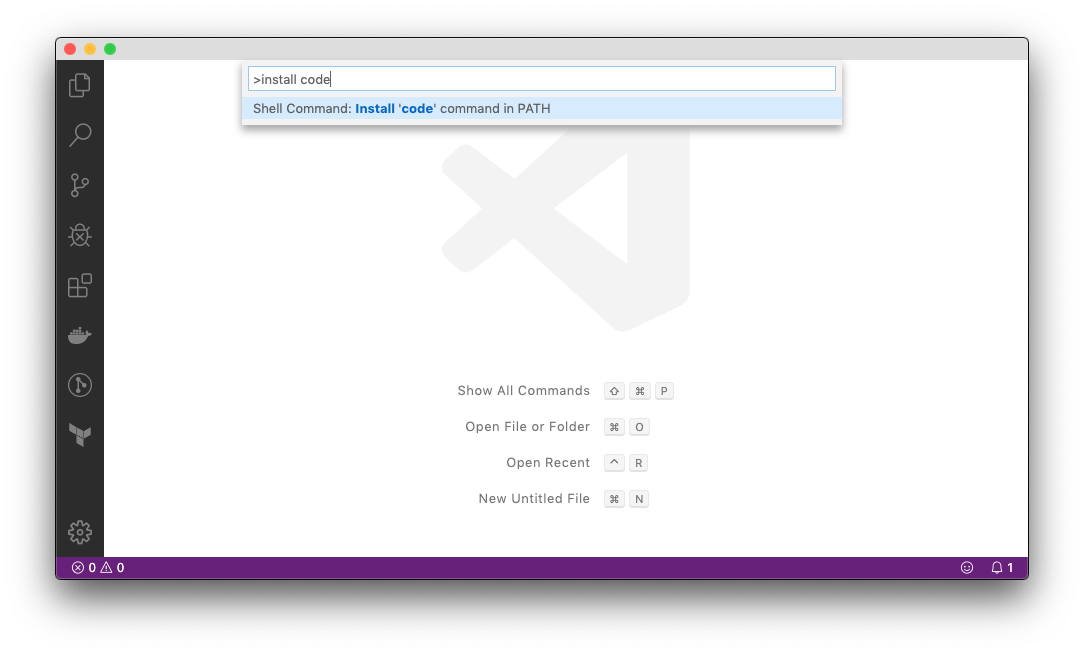 >install code
Shell Command: Install 'code' command in PATH
Show All Commands ⇧ ⌘ P
Open File or Folder ⌘ O
Open Recent ^ R
New Untitled File ⌘ N
0 0 1